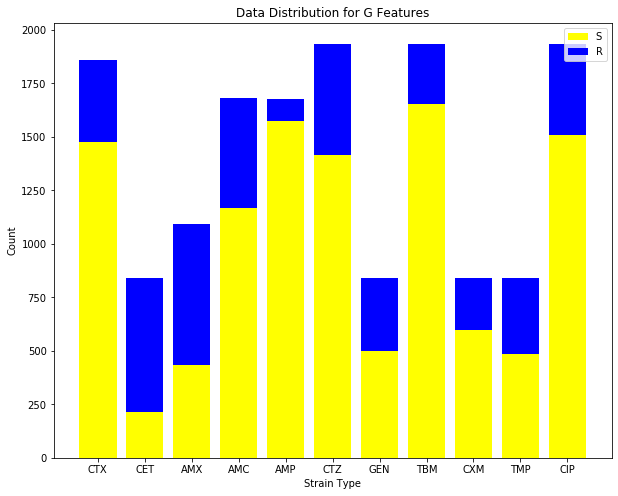 Data Distribution for G Features
S
R
2000
1750
1500
1250
1000
750
500
250
0
Count
CTX CET AMX AMC AMP CTZ GEN TBM CXM TMP CIP
Strain Type